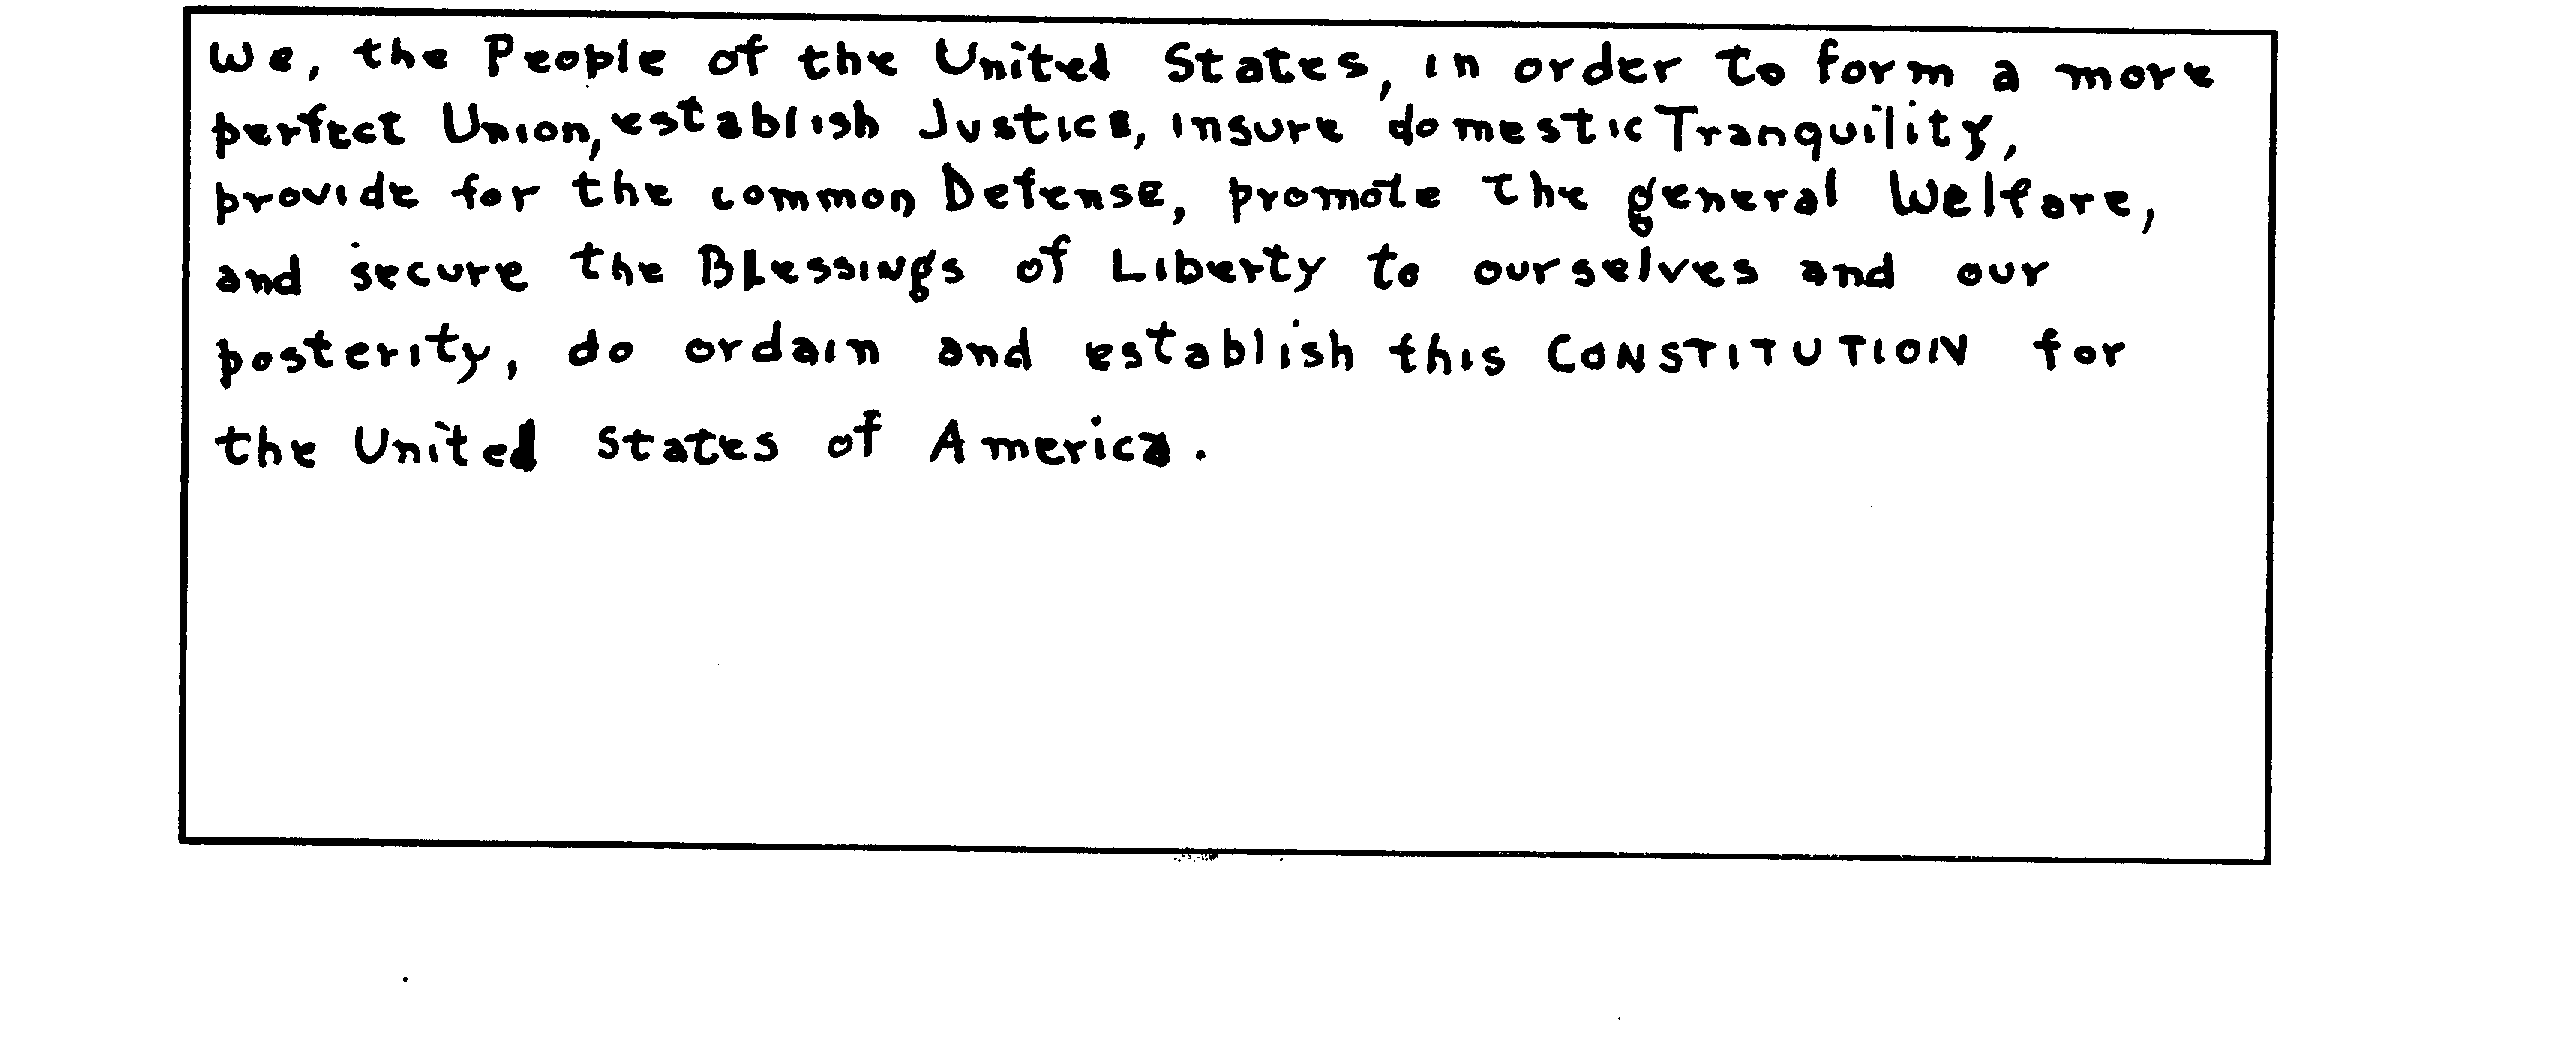 We, the People of the United States, in order to form a more
perfect Union, establish Justice, insure domestic Tranquility,
provide for the common Defense, promote the general Welfare,
and secure the Blessings of Liberty to ourselves and our
posterity, do ordain and establish this CONSTITUTION for
the United States of America.